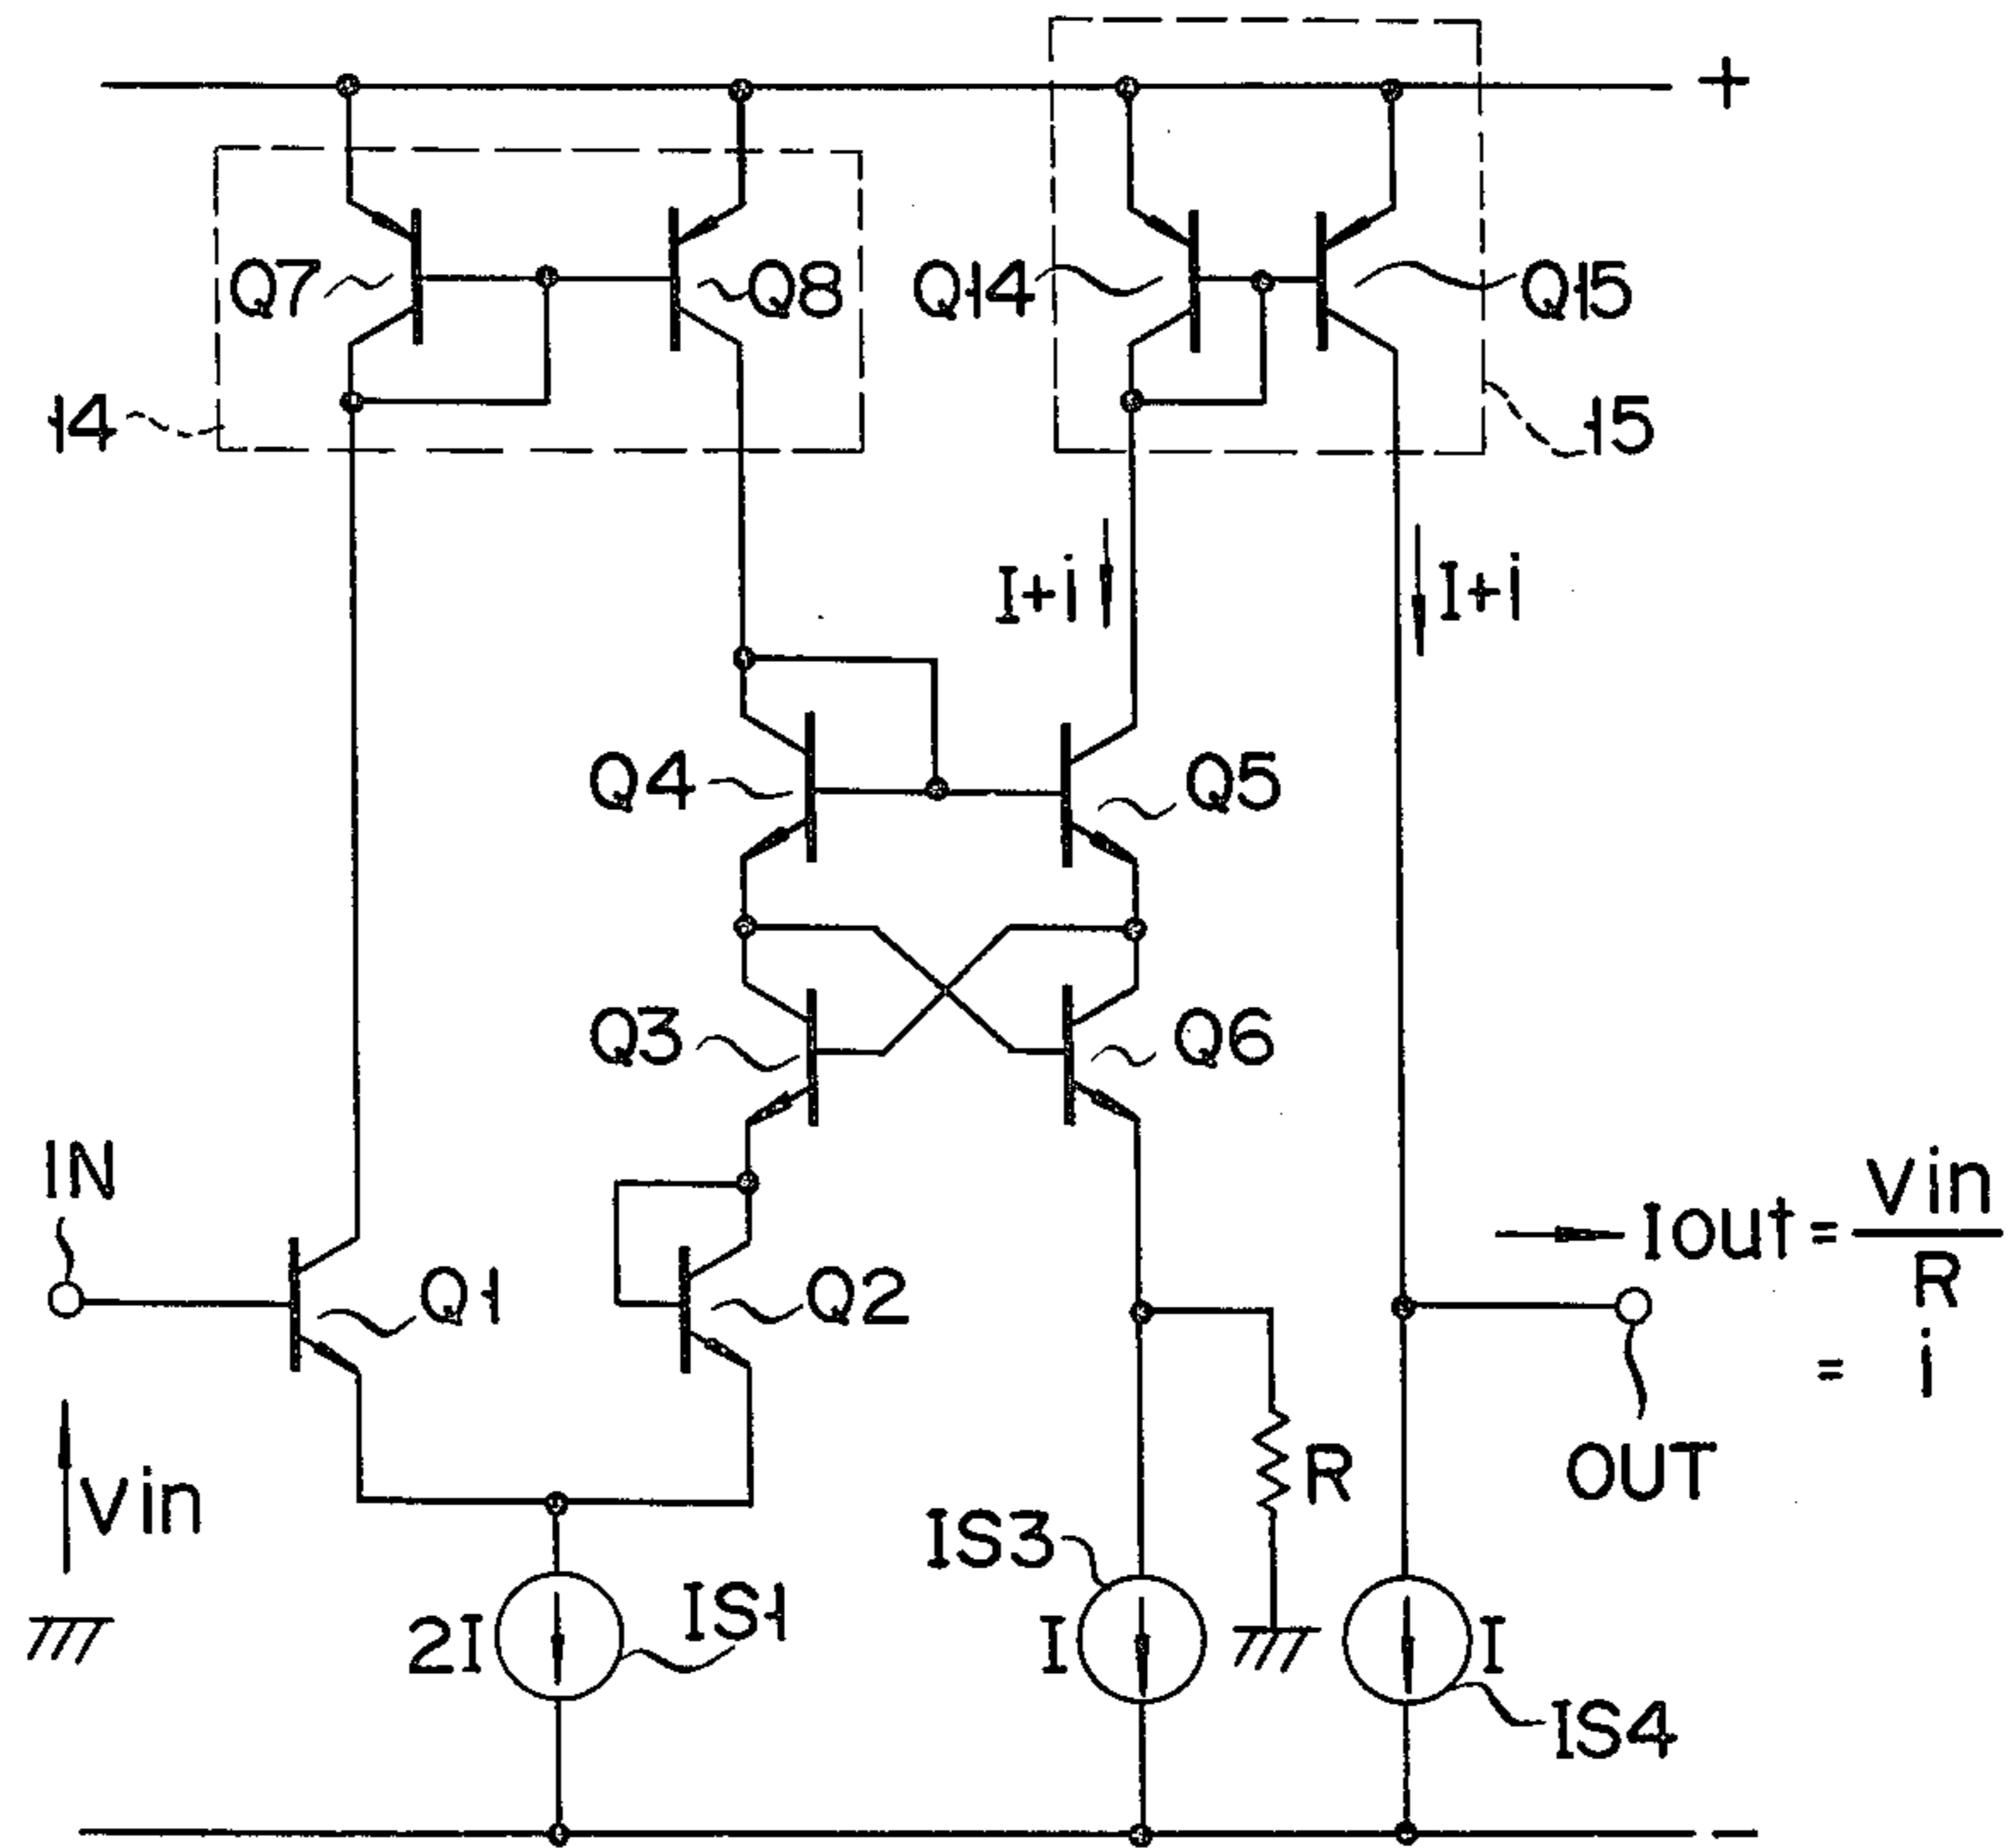 +
Q7
Q8
Q14
Q15
14
15
I+i
I+i
Q4
Q5
Q3
Q6
IN
Q1
Q2
Iout = Vin / R
= i
Vin
R
OUT
IS3
IS1
2I
I
I
IS4
−